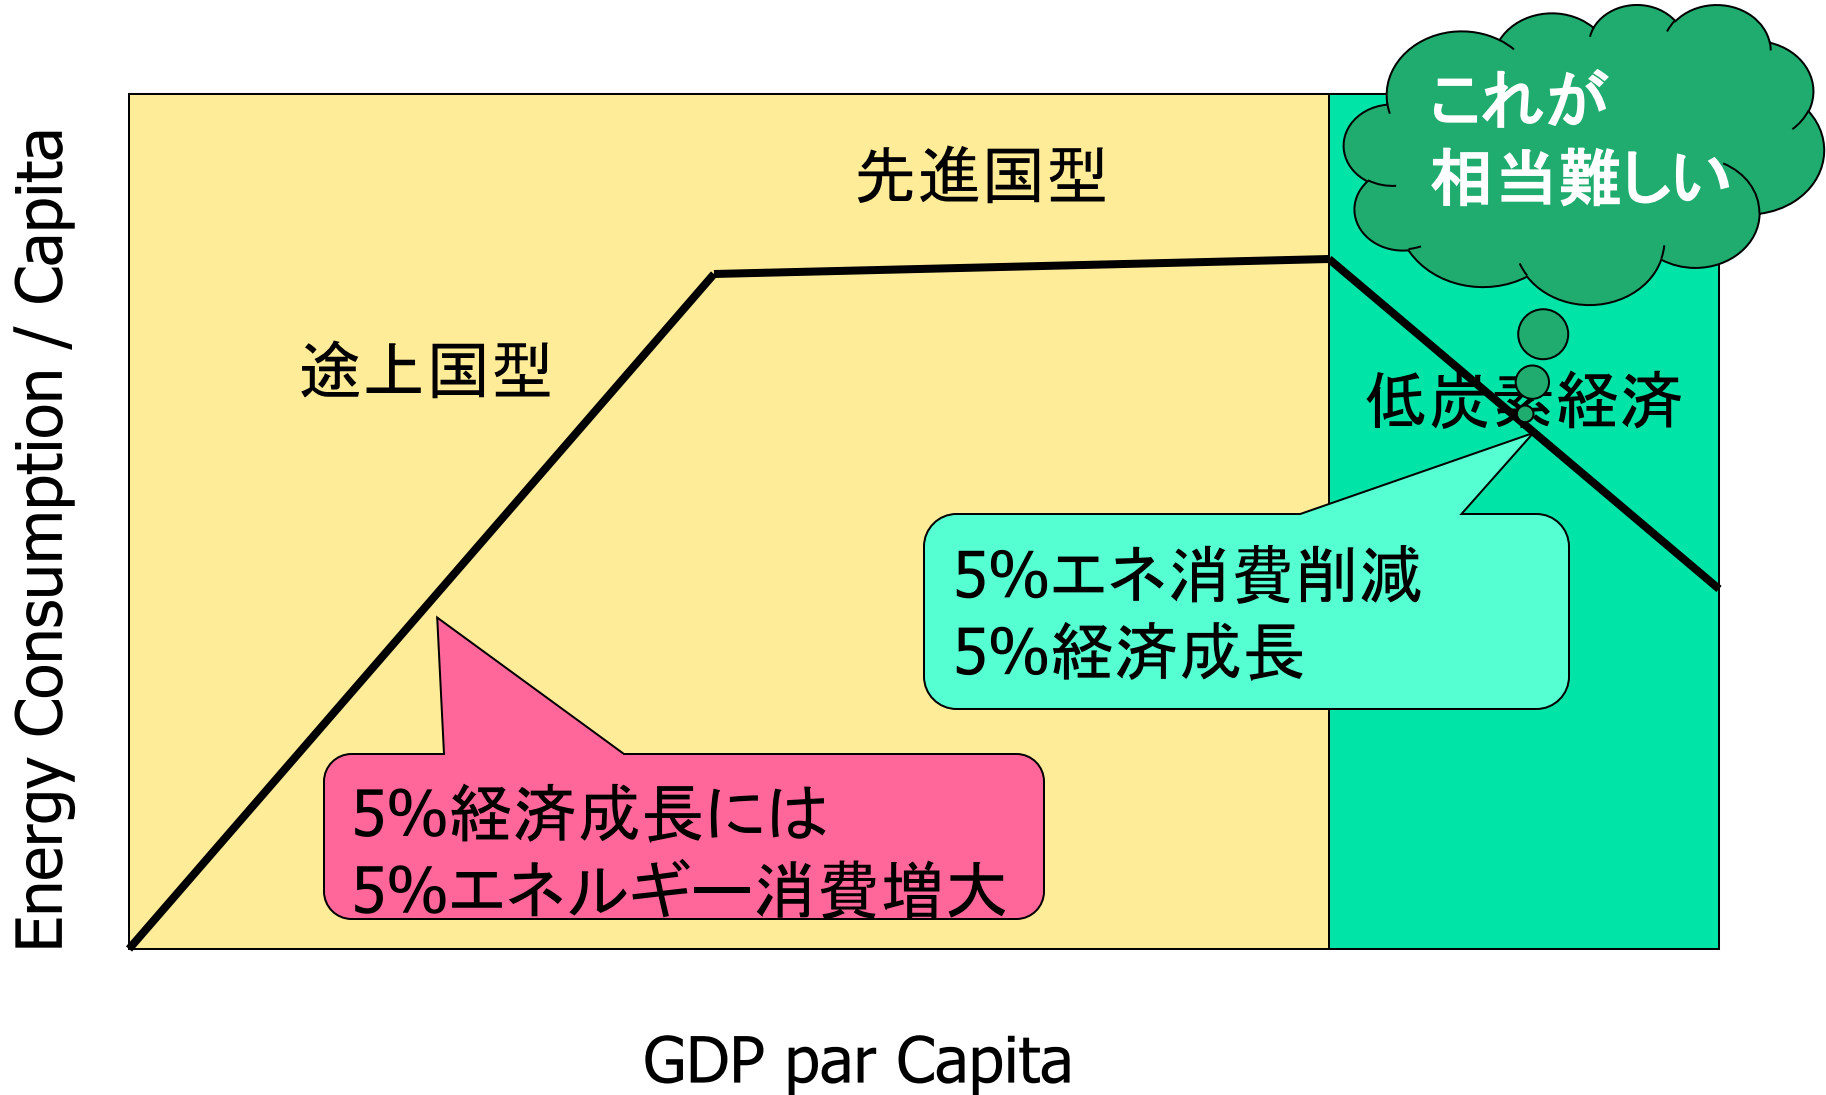 これが
相当難しい
先進国型
途上国型
低炭素経済
5%エネ消費削減
5%経済成長
5%経済成長には
5%エネルギー消費増大
Energy Consumption / Capita
GDP par Capita